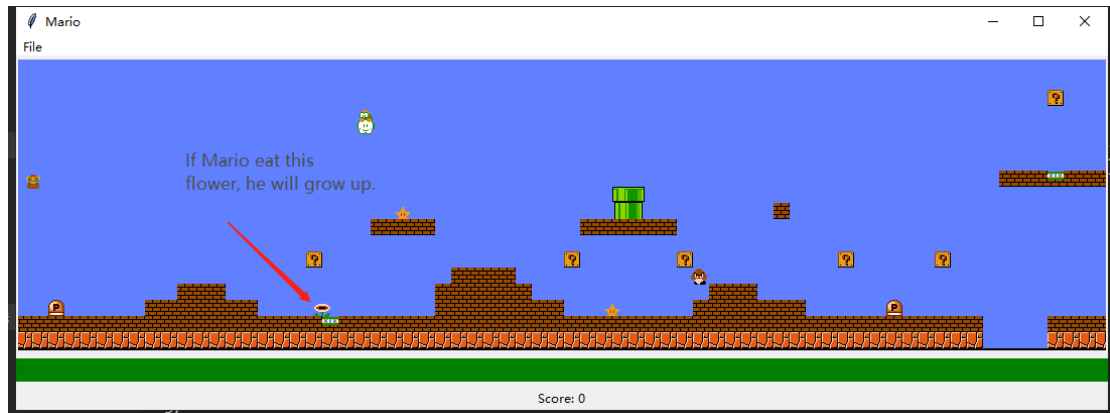 Mario
File
?
If Mario eat this
flower, he will grow up.
? ? ? ? ?
P P
Score: 0